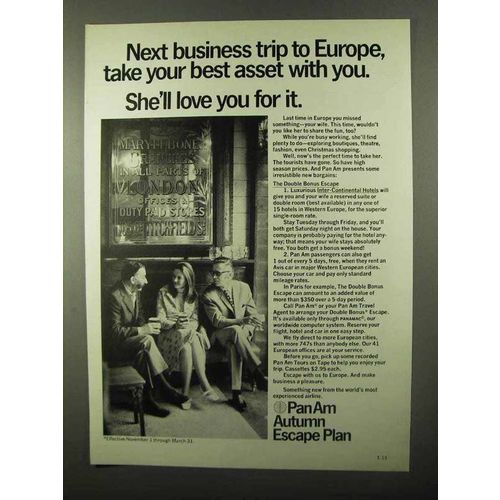 Next business trip to Europe,
take your best asset with you.
She'll love you for it.
Last time in Europe you missed
something—your wife. This time, wouldn't
you like her to share the fun, too?
While you're busy working, she'll find
plenty to do—exploring boutiques, theatre,
fashion, even Christmas shopping.
Well, now's the perfect time to take her.
The tourists have gone. So have high
season prices. And Pan Am presents some
irresistible new bargains:
The Double Bonus Escape
1. Luxurious Inter-Continental Hotels will
give you and your wife a reserved suite or
double room (best available) in any one of
15 hotels in Western Europe, for the superior
single-room rate.
Stay Tuesday through Friday, and you'll
both get Saturday night on the house. Your
company is probably paying for the hotel any-
way; that means your wife stays absolutely
free. You both get a bonus weekend!
2. Pan Am passengers can also get
1 out of every 5 days, free, when they rent an
Avis car in major Western European cities.
Choose your car and pay only standard
mileage rates.
In Paris for example, The Double Bonus
Escape can amount to an added value of
more than $350 over a 5 day period.
Call Pan Am® or your Pan Am Travel
Agent to arrange your Double Bonus* Escape.
It's available only through PANAMAC®, our
worldwide computer system. Reserve your
flight, hotel and car in one easy step.
We fly direct to more European cities,
with more 747s than anybody else. Our 41
European offices are at your service.
Before you go, pick up some recorded
Pan Am Tours on Tape to help you enjoy your
trip. Cassettes $2.95 each.
Escape with us to Europe. And make
business a pleasure.
Something new from the world's most
experienced airline.
Pan Am
Autumn
Escape Plan
MARYLEBONE
DELIVERIES
IN ALL PARTS OF
LONDON
OFFICES &
DUTY PAID STORES
*Effective November 1 through March 31.